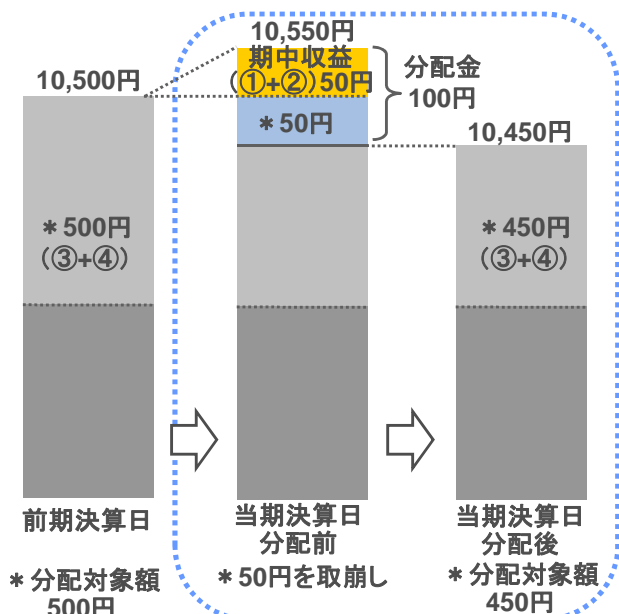 10,500円
＊500円
（③+④）
前期決算日
＊分配対象額
500円
10,550円
期中収益
（①+②）50円
＊50円
分配金
100円
当期決算日
分配前
＊50円を取崩し
10,450円
＊450円
（③+④）
当期決算日
分配後
＊分配対象額
450円